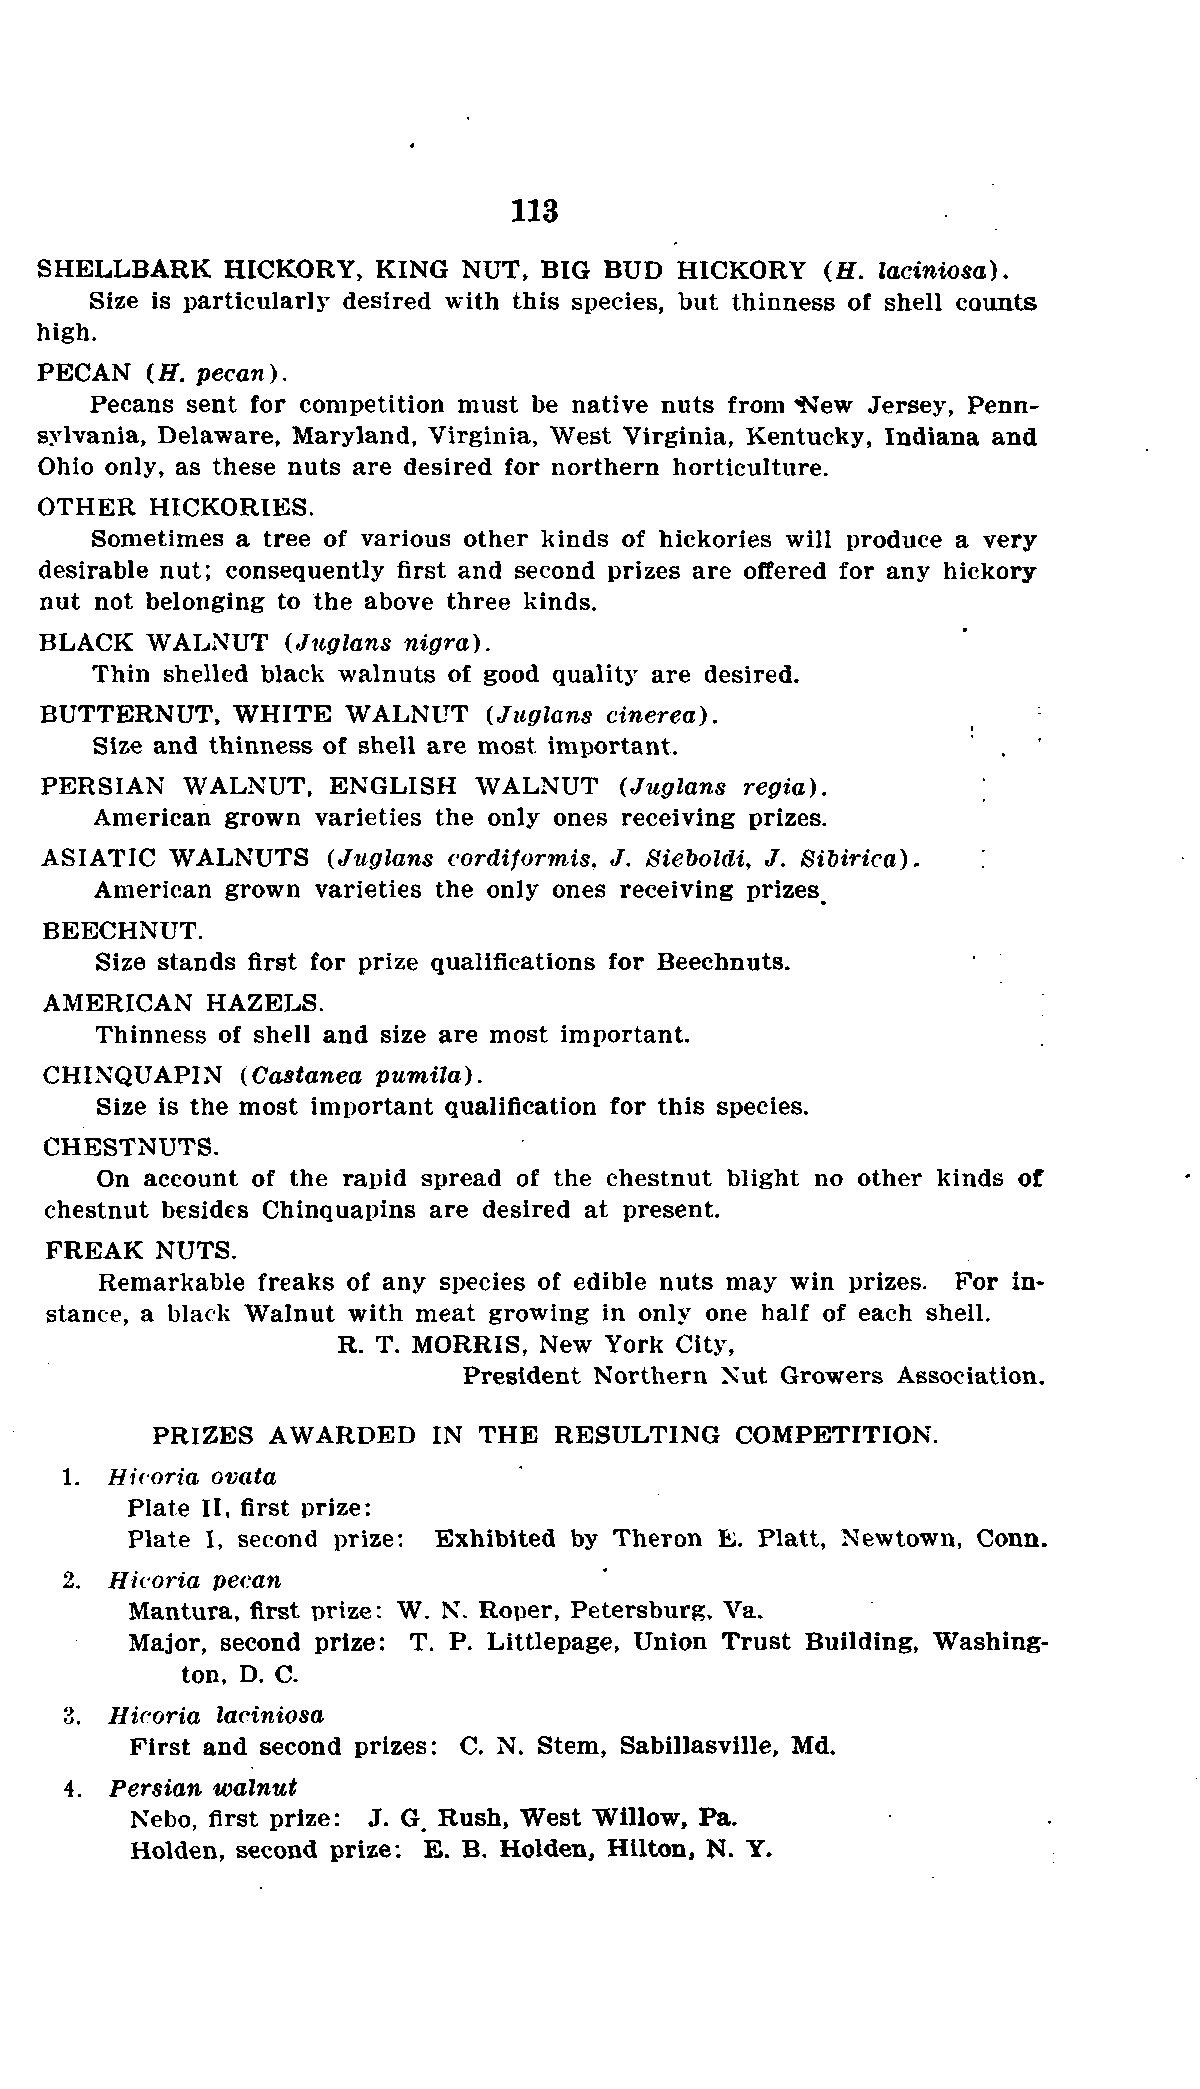 113
SHELLBARK HICKORY, KING NUT, BIG BUD HICKORY (H. laciniosa).
Size is particularly desired with this species, but thinness of shell counts
high.
PECAN (H. pecan).
Pecans sent for competition must be native nuts from New Jersey, Penn-
sylvania, Delaware, Maryland, Virginia, West Virginia, Kentucky, Indiana and
Ohio only, as these nuts are desired for northern horticulture.
OTHER HICKORIES.
Sometimes a tree of various other kinds of hickories will produce a very
desirable nut; consequently first and second prizes are offered for any hickory
nut not belonging to the above three kinds.
BLACK WALNUT (Juglans nigra).
Thin shelled black walnuts of good quality are desired.
BUTTERNUT, WHITE WALNUT (Juglans cinerea).
Size and thinness of shell are most important.
PERSIAN WALNUT, ENGLISH WALNUT (Juglans regia).
American grown varieties the only ones receiving prizes.
ASIATIC WALNUTS (Juglans cordiformis, J. Sieboldi, J. Sibirica).
American grown varieties the only ones receiving prizes.
BEECHNUT.
Size stands first for prize qualifications for Beechnuts.
AMERICAN HAZELS.
Thinness of shell and size are most important.
CHINQUAPIN (Castanea pumila).
Size is the most important qualification for this species.
CHESTNUTS.
On account of the rapid spread of the chestnut blight no other kinds of
chestnut besides Chinquapins are desired at present.
FREAK NUTS.
Remarkable freaks of any species of edible nuts may win prizes. For in-
stance, a black Walnut with meat growing in only one half of each shell.
R. T. MORRIS, New York City,
President Northern Nut Growers Association.
PRIZES AWARDED IN THE RESULTING COMPETITION.
1. Hicoria ovata
Plate II, first prize:
Plate I, second prize: Exhibited by Theron E. Platt, Newtown, Conn.
2. Hicoria pecan
Mantura, first prize: W. N. Roper, Petersburg, Va.
Major, second prize: T. P. Littlepage, Union Trust Building, Washing-
ton, D. C.
3. Hicoria laciniosa
First and second prizes: C. N. Stem, Sabillasville, Md.
4. Persian walnut
Nebo, first prize: J. G. Rush, West Willow, Pa.
Holden, second prize: E. B. Holden, Hilton, N. Y.